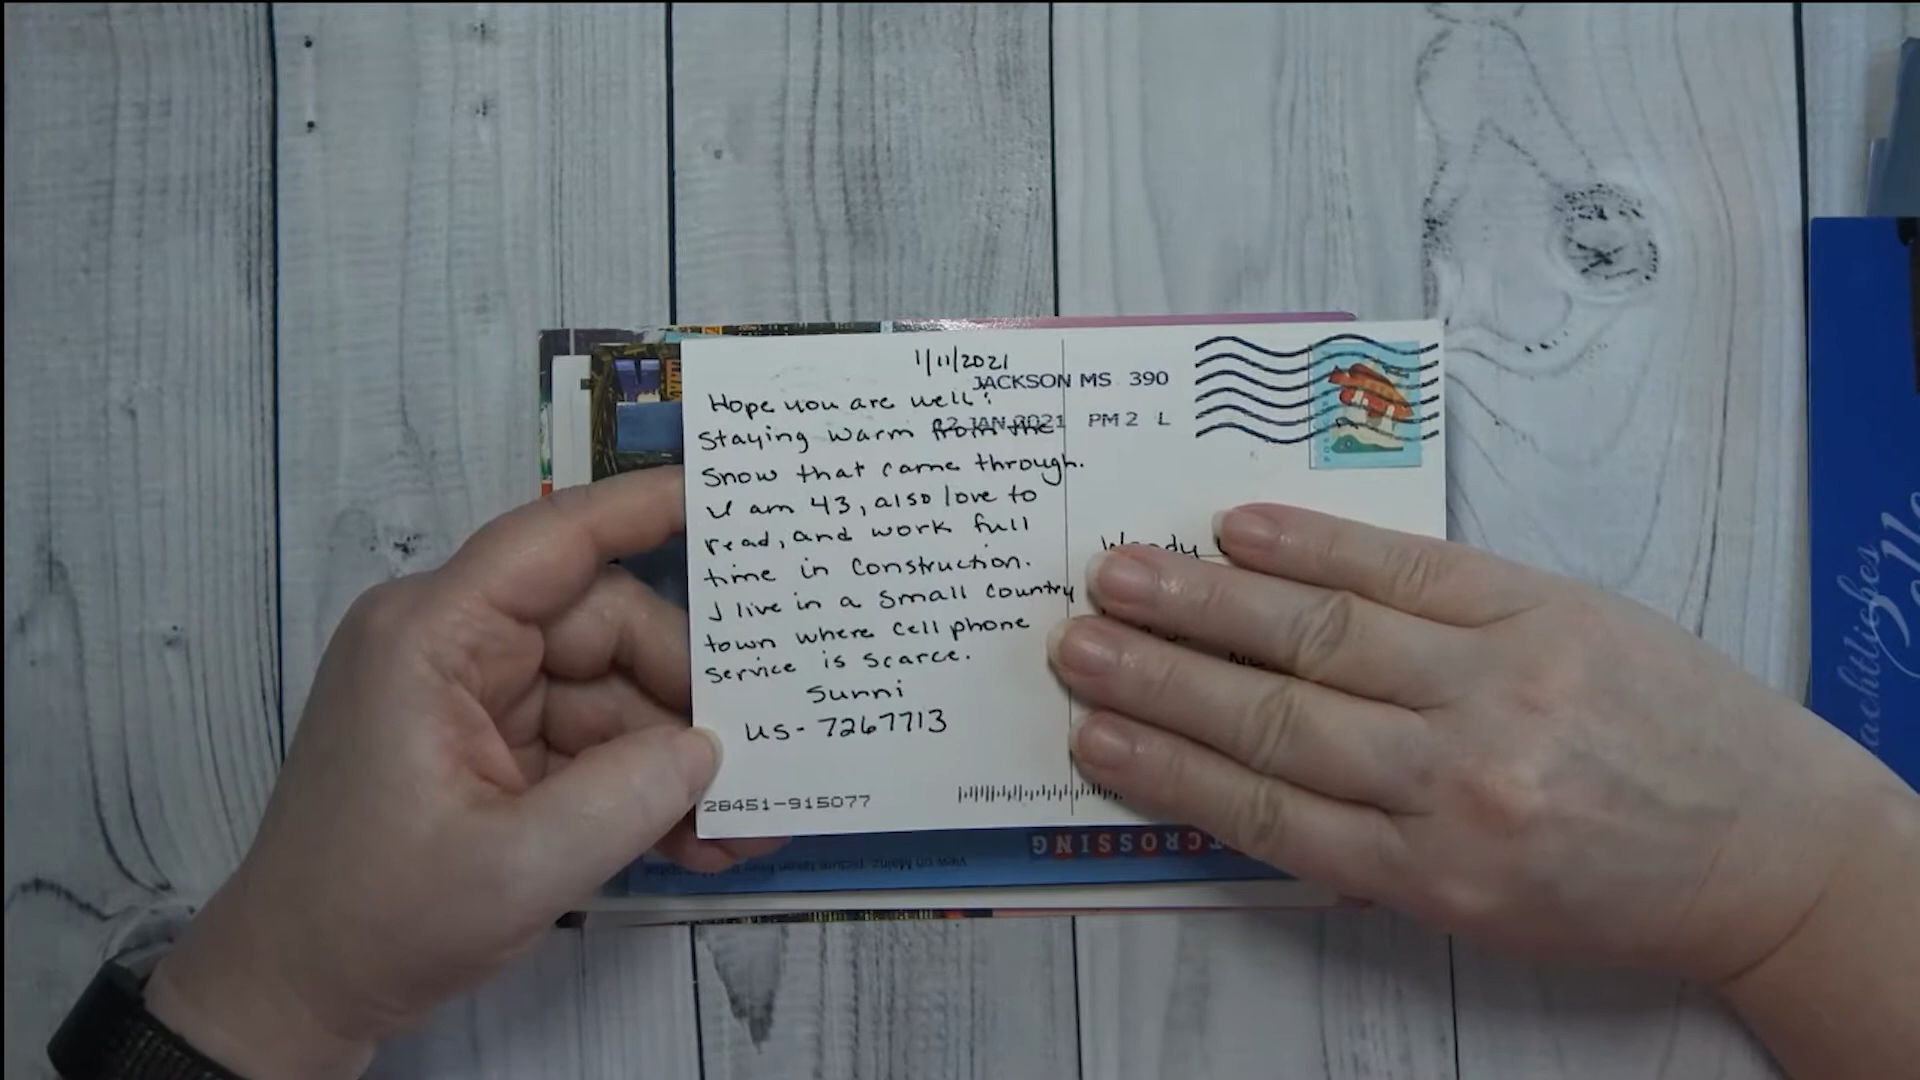 1/11/2021
JACKSON MS 390
JAN 2021 PM 2 L
Hope you are well &
Staying warm from the
Snow that came through.
I am 43, also love to
read, and work full
time in Construction.
I live in a small country
town where cell phone
service is scarce.
Sunni
US-7267713
28451-915077
CROSSING
achtliches